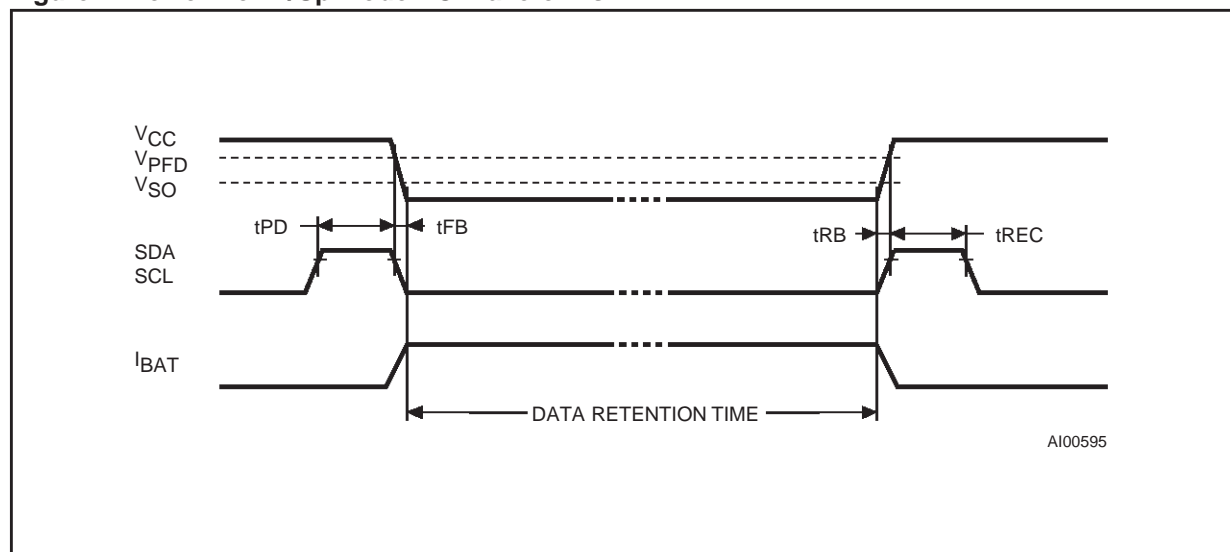 VCC
VPFD
VSO
tPD
tFB
tRB
tREC
SDA
SCL
IBAT
DATA RETENTION TIME
AI00595